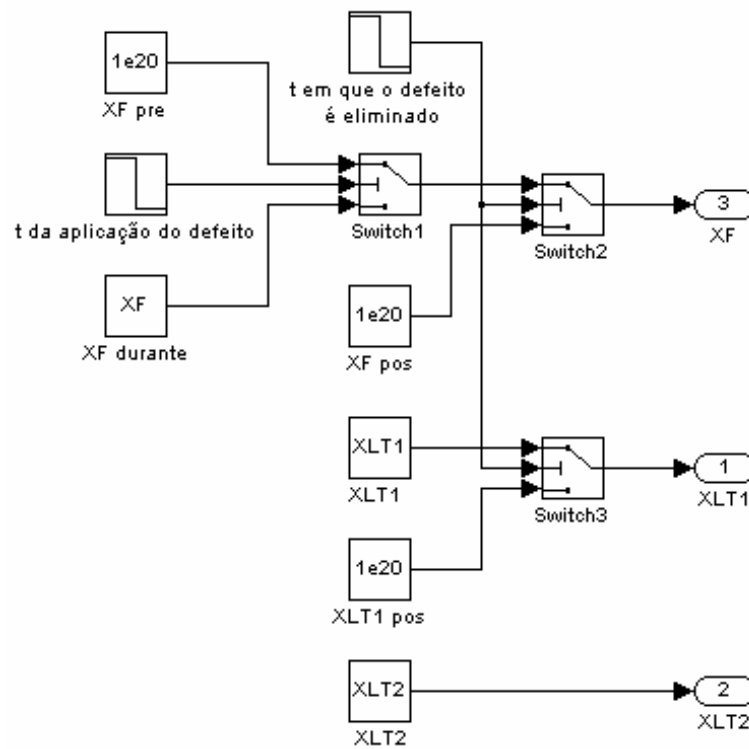 1e20
XF pre
t em que o defeito
é eliminado
t da aplicação do defeito
Switch1
Switch2
3
XF
XF
XF durante
1e20
XF pos
XLT1
XLT1
Switch3
1
XLT1
1e20
XLT1 pos
XLT2
XLT2
2
XLT2